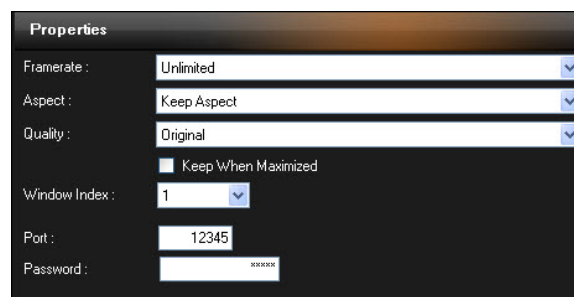 Properties
Framerate : Unlimited
Aspect : Keep Aspect
Quality : Original
Keep When Maximized
Window Index : 1
Port : 12345
Password : *****